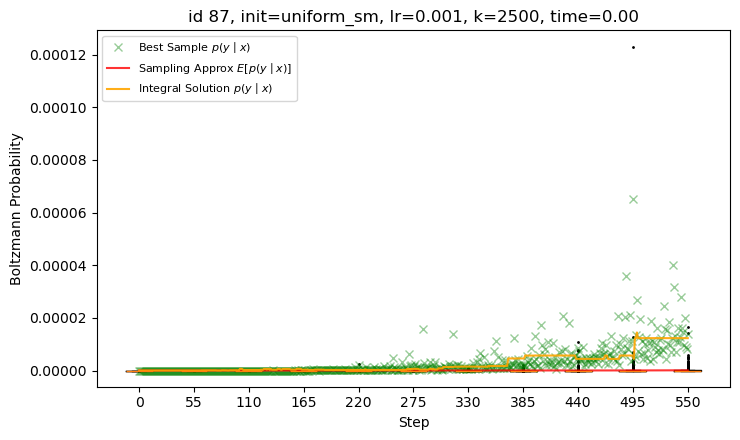 id 87, init=uniform_sm, lr=0.001, k=2500, time=0.00
Best Sample p(y | x)
Sampling Approx E[p(y | x)]
Integral Solution p(y | x)
Boltzmann Probability
0.00012
0.00010
0.00008
0.00006
0.00004
0.00002
0.00000
0 55 110 165 220 275 330 385 440 495 550
Step